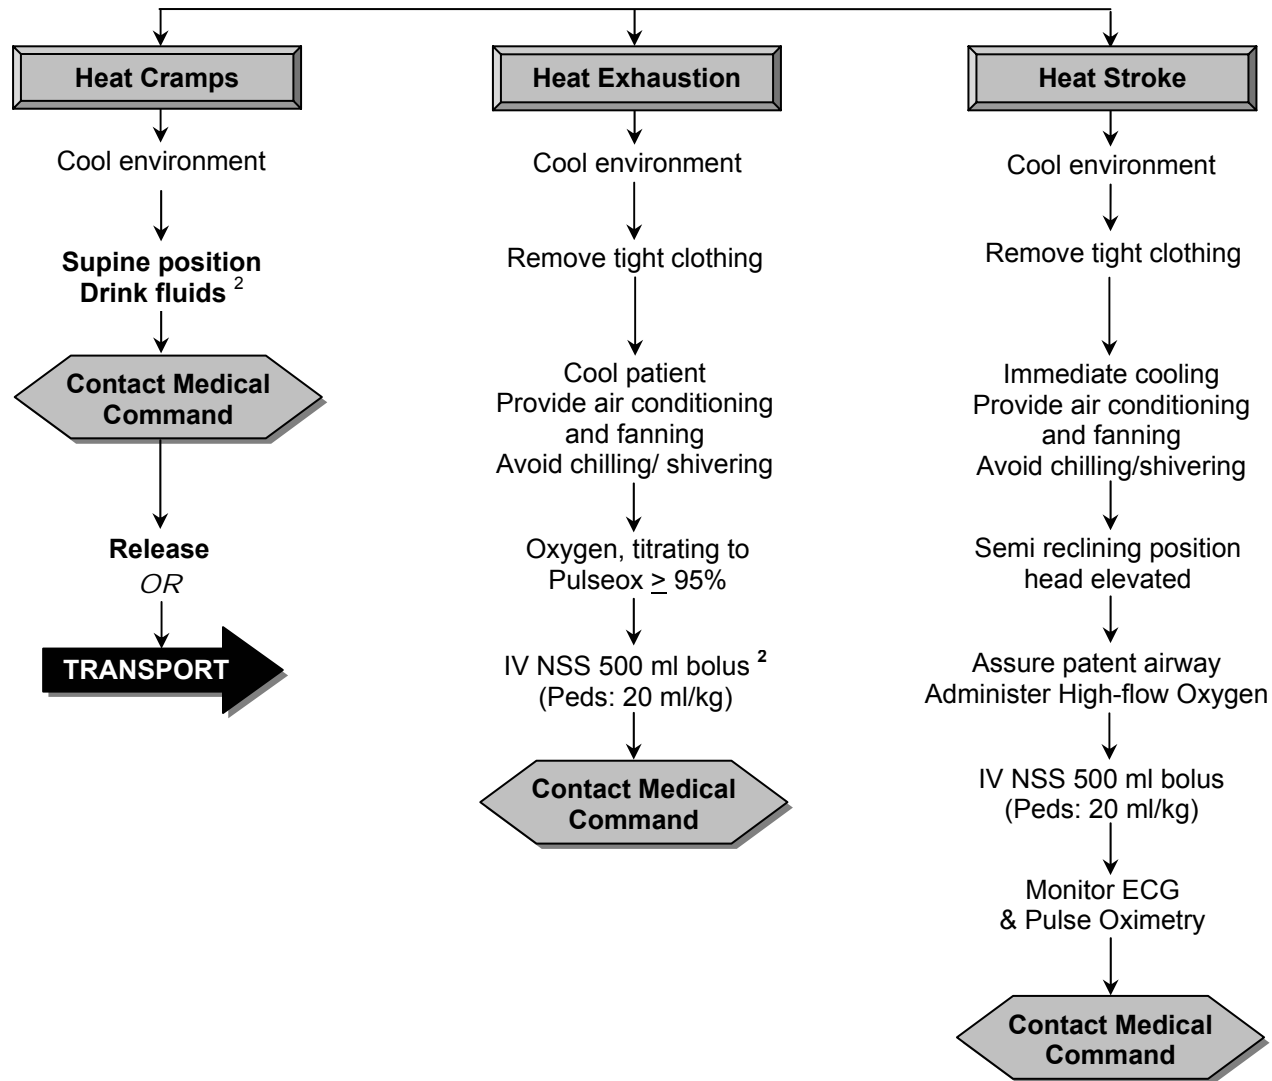 Heat Cramps
Cool environment
Supine position
Drink fluids 2
Contact Medical
Command
Release
OR
TRANSPORT
Heat Exhaustion
Cool environment
Remove tight clothing
Cool patient
Provide air conditioning
and fanning
Avoid chilling/ shivering
Oxygen, titrating to
Pulseox ≥ 95%
IV NSS 500 ml bolus 2
(Peds: 20 ml/kg)
Contact Medical
Command
Heat Stroke
Cool environment
Remove tight clothing
Immediate cooling
Provide air conditioning
and fanning
Avoid chilling/shivering
Semi reclining position
head elevated
Assure patent airway
Administer High-flow Oxygen
IV NSS 500 ml bolus
(Peds: 20 ml/kg)
Monitor ECG
& Pulse Oximetry
Contact Medical
Command